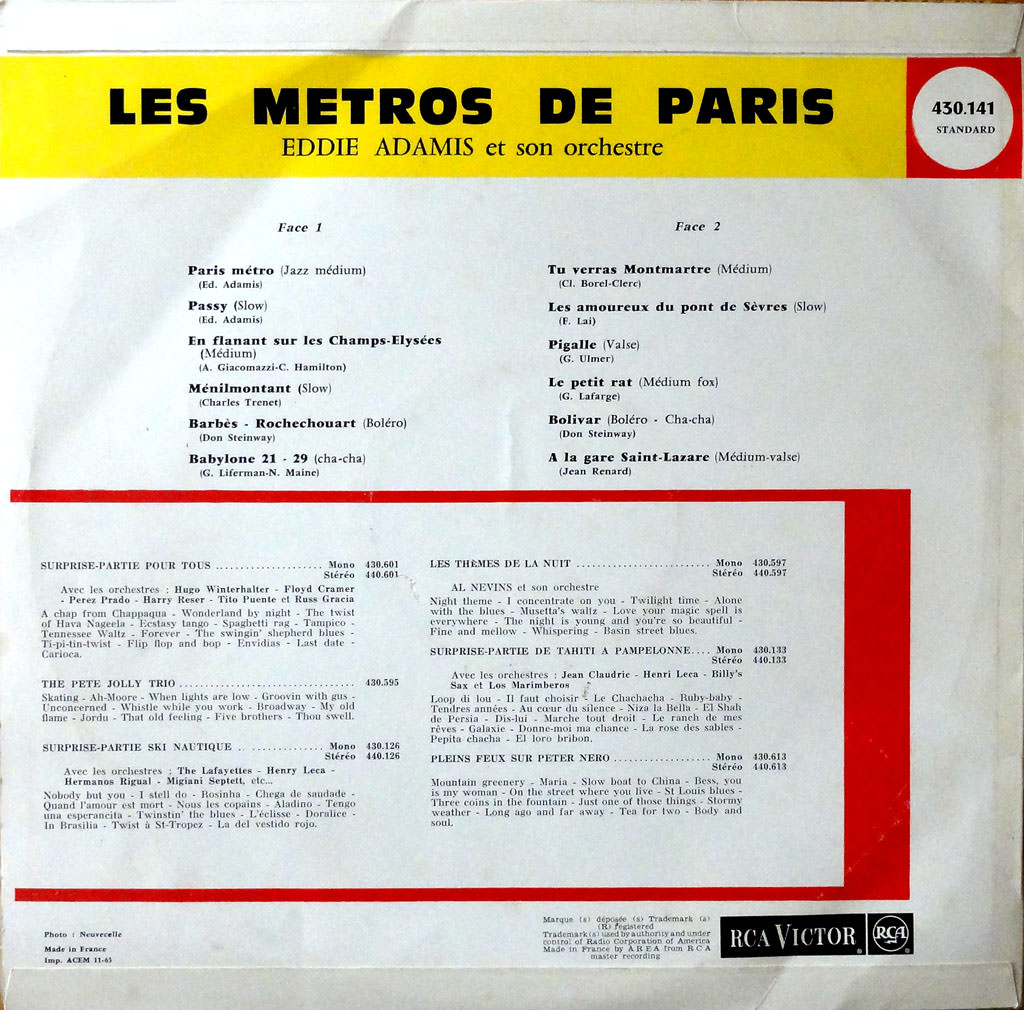 LES METROS DE PARIS
EDDIE ADAMIS et son orchestre
430.141
STANDARD
Face 1
Paris métro (Jazz médium)
(Ed. Adamis)
Passy (Slow)
(Ed. Adamis)
En flanant sur les Champs-Elysées
(Médium)
(A. Giacomazzi-C. Hamilton)
Ménilmontant (Slow)
(Charles Trenet)
Barbès - Rochechouart (Boléro)
(Don Steinway)
Babylone 21 - 29 (cha-cha)
(G. Liferman-N. Maine)
Face 2
Tu verras Montmartre (Médium)
(Cl. Borel-Clerc)
Les amoureux du pont de Sèvres (Slow)
(F. Lai)
Pigalle (Valse)
(G. Ulmer)
Le petit rat (Médium fox)
(G. Lafarge)
Bolivar (Boléro - Cha-cha)
(Don Steinway)
A la gare Saint-Lazare (Médium-valse)
(Jean Renard)
SURPRISE-PARTIE POUR TOUS .................... Mono 430.601
Stéréo 440.601
Avec les orchestres : Hugo Winterhalter - Floyd Cramer
- Perez Prado - Harry Reser - Tito Puente et Russ Gracia
A chap from Chappaqua - Wonderland by night - The twist
of Hava Nageela - Ecstasy tango - Spaghetti rag - Tampico -
Tennessee Waltz - Forever - The swingin' shepherd blues -
Ti-pi-tin-twist - Flip flop and bop - Envidias - Last date -
Carioca.
THE PETE JOLLY TRIO ................................. 430.595
Skating - Ah-Moore - When lights are low - Groovin with gus -
Unconcerned - Whistle while you work - Broadway - My old
flame - Jordu - That old feeling - Five brothers - Thou swell.
SURPRISE-PARTIE SKI NAUTIQUE .. ............... Mono 430.126
Stéréo 440.126
Avec les orchestres : The Lafayettes - Henry Leca -
Hermanos Rigual - Migiani Septett, etc...
Nobody but you - I stell do - Rosinha - Chega de saudade -
Quand l'amour est mort - Nous les copains - Aladino - Tengo
una esperancita - Twinstin' the blues - L'éclisse - Doralice -
In Brasilia - Twist à St-Tropez - La del vestido rojo.
LES THÈMES DE LA NUIT ......................... Mono 430.597
Stéréo 440.597
AL NEVINS et son orchestre
Night theme - I concentrate on you - Twilight time - Alone
with the blues - Musetta's waltz - Love your magic spell is
everywhere - The night is young and you're so beautiful -
Fine and mellow - Whispering - Basin street blues.
SURPRISE-PARTIE DE TAHITI A PAMPELONNE.... Mono 430.133
Stéréo 440.133
Avec les orchestres : Jean Claudric - Henri Leca - Billy's
Sax et Los Marimberos
Loop di lou - Il faut choisir - Le Chachacha - Ruby-baby -
Tendres années - Au cœur du silence - Niza la Bella - El Shah
de Persia - Dis-lui - Marche tout droit - Le ranch de mes
rêves - Galaxie - Donne-moi ma chance - La rose des sables -
Pepita chacha - El loro bribon.
PLEINS FEUX SUR PETER NERO ................... Mono 430.613
Stéréo 440.613
Mountain greenery - Maria - Slow boat to China - Bess, you
is my woman - On the street where you live - St Louis blues -
Three coins in the fountain - Just one of those things - Stormy
weather - Long ago and far away - Tea for two - Body and
soul.
Photo : Neuvecelle
Made in France
Imp. ACEM 11-65
Marque (s) déposée (s) Trademark (s)
(R) registered
Trademark (s) used by authority and under
control of Radio Corporation of America
Made in France by A R E A from R C A
master recording
RCA VICTOR ®
RCA ®